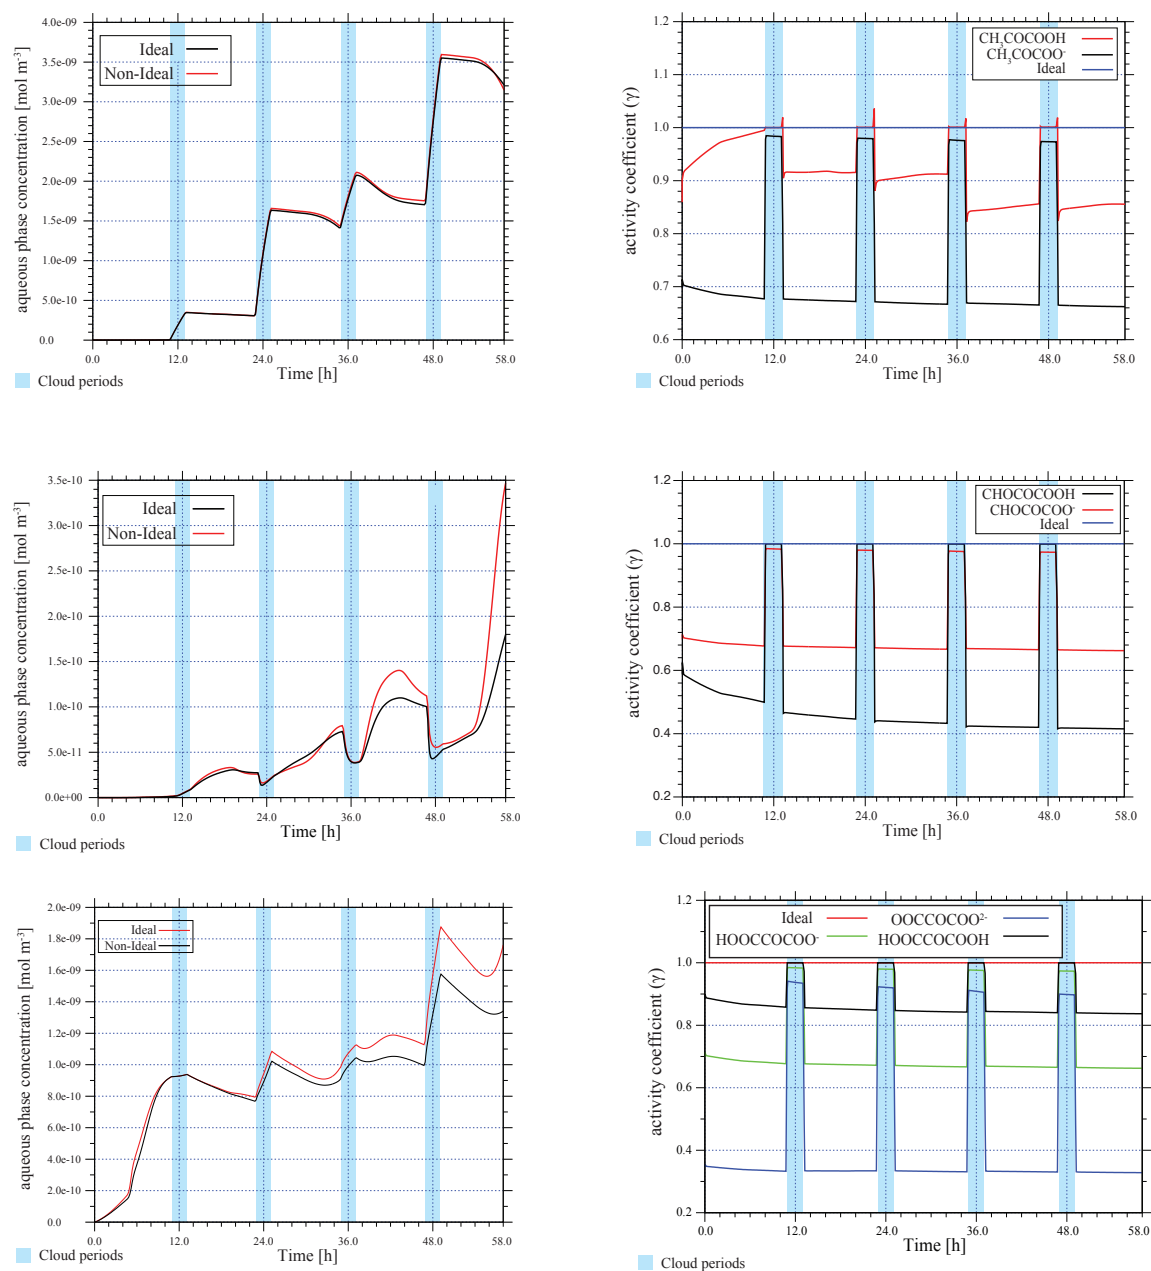 4.0e-09
3.5e-09
3.0e-09
2.5e-09
2.0e-09
1.5e-09
1.0e-09
5.0e-10
0.0
aqueous phase concentration [mol m⁻³]
Ideal
Non-Ideal
0.0 12.0 24.0 36.0 48.0 58.0
Time [h]
Cloud periods
1.2
1.1
1.0
0.9
0.8
0.7
0.6
activity coefficient (γ)
CH₃COCOOH
CH₃COCOO⁻
Ideal
0.0 12.0 24.0 36.0 48.0 58.0
Time [h]
Cloud periods
3.5e-10
3.0e-10
2.5e-10
2.0e-10
1.5e-10
1.0e-10
5.0e-11
0.0e+00
aqueous phase concentration [mol m⁻³]
Ideal
Non-Ideal
0.0 12.0 24.0 36.0 48.0 58.0
Time [h]
Cloud periods
1.2
1.0
0.8
0.6
0.4
0.2
activity coefficient (γ)
CHOCOCOOH
CHOCOCOO⁻
Ideal
0.0 12.0 24.0 36.0 48.0 58.0
Time [h]
Cloud periods
2.0e-09
1.8e-09
1.6e-09
1.4e-09
1.2e-09
1.0e-09
8.0e-10
6.0e-10
4.0e-10
2.0e-10
0.0
aqueous phase concentration [mol m⁻³]
Ideal
Non-Ideal
0.0 12.0 24.0 36.0 48.0 58.0
Time [h]
Cloud periods
1.2
1.0
0.8
0.6
0.4
0.2
activity coefficient (γ)
Ideal OOCCOCOO²⁻
HOOCCOCOO⁻ HOOCCOCOOH
0.0 12.0 24.0 36.0 48.0 58.0
Time [h]
Cloud periods